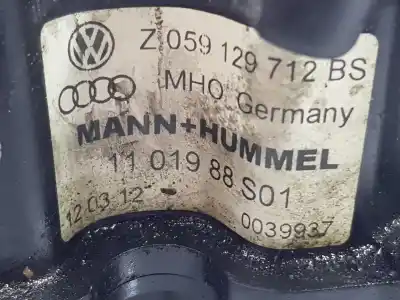 Z 059 129 712 BS
MHO Germany
MANN+HUMMEL
11 019 88 S01
12 03 12
0039937